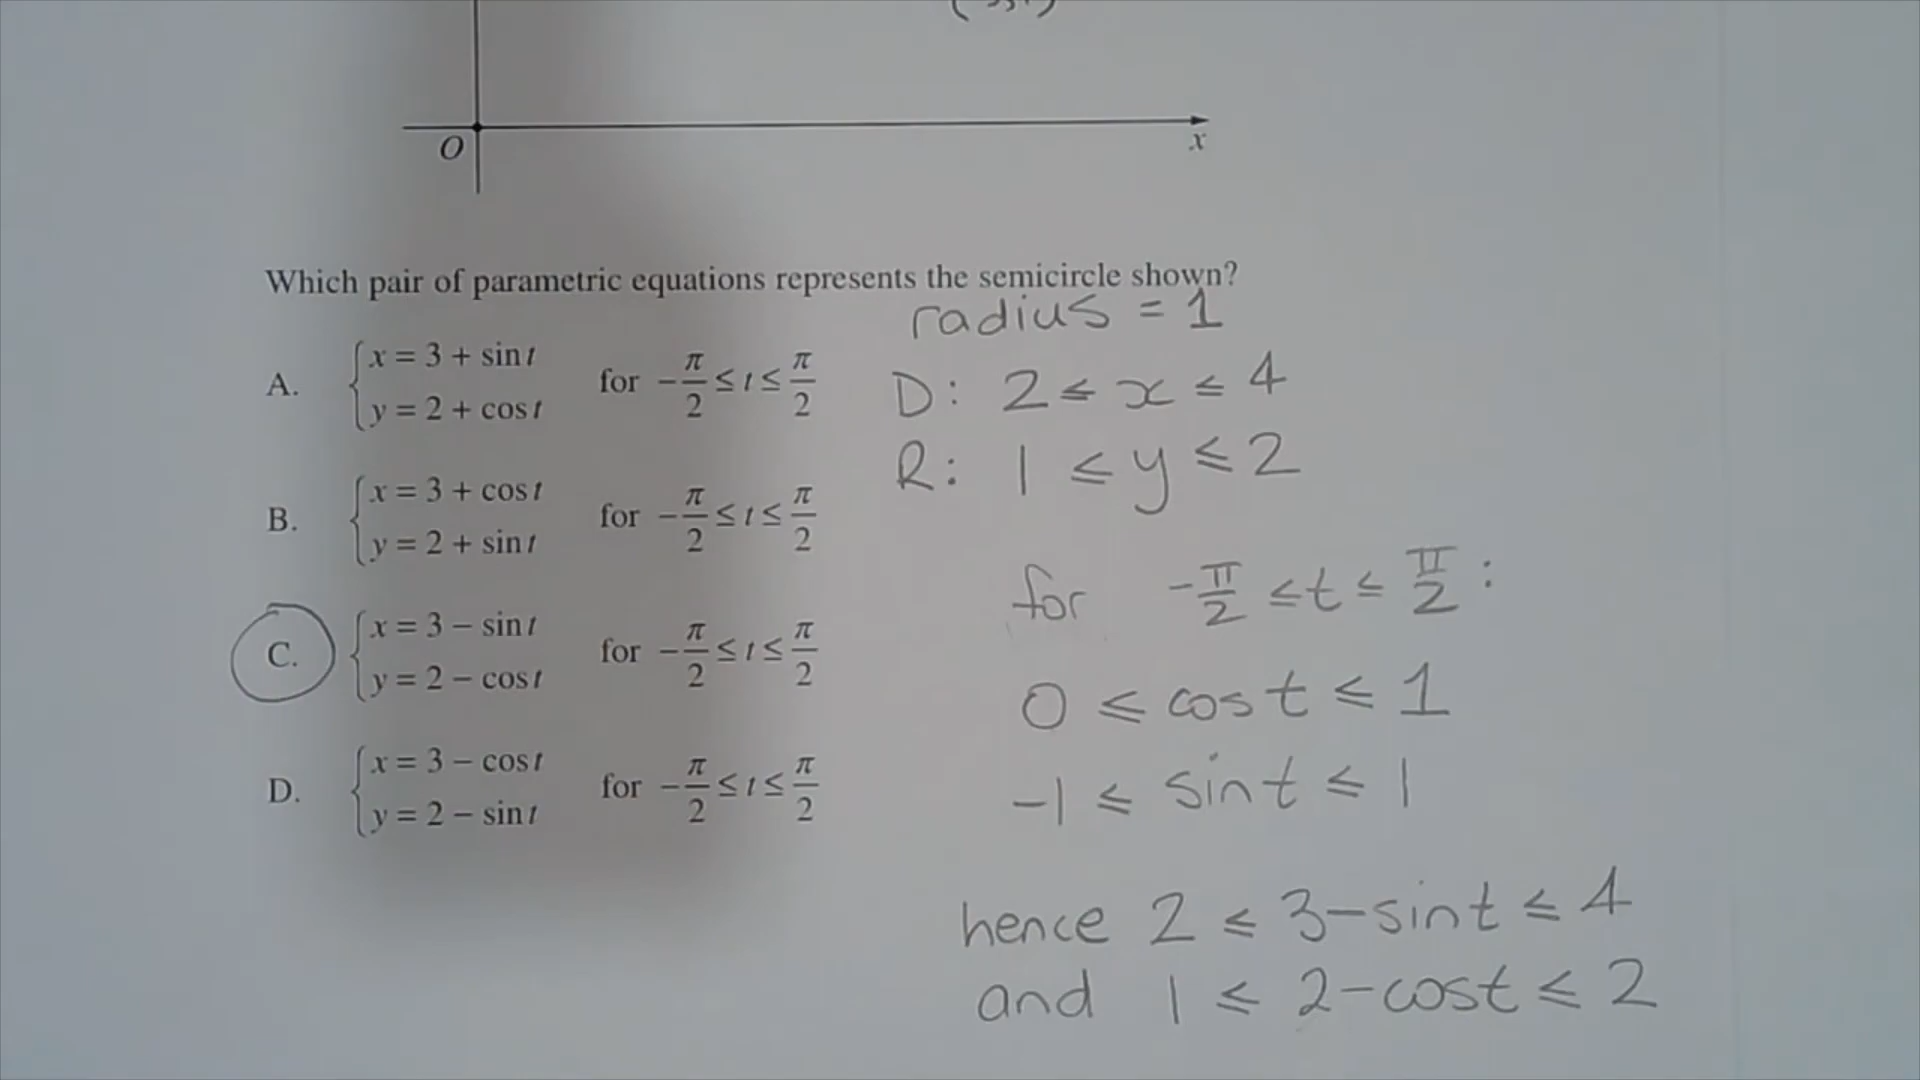 O
x
Which pair of parametric equations represents the semicircle shown?
radius = 1
A. { x = 3 + sin t
y = 2 + cos t for -π/2 ≤ t ≤ π/2
D: 2 ≤ x ≤ 4
R: 1 ≤ y ≤ 2
B. { x = 3 + cos t
y = 2 + sin t for -π/2 ≤ t ≤ π/2
for -π/2 ≤ t ≤ π/2 :
C. { x = 3 − sin t
y = 2 − cos t for -π/2 ≤ t ≤ π/2
0 ≤ cos t ≤ 1
-1 ≤ sin t ≤ 1
D. { x = 3 − cos t
y = 2 − sin t for -π/2 ≤ t ≤ π/2
hence 2 ≤ 3 - sin t ≤ 4
and 1 ≤ 2 - cos t ≤ 2